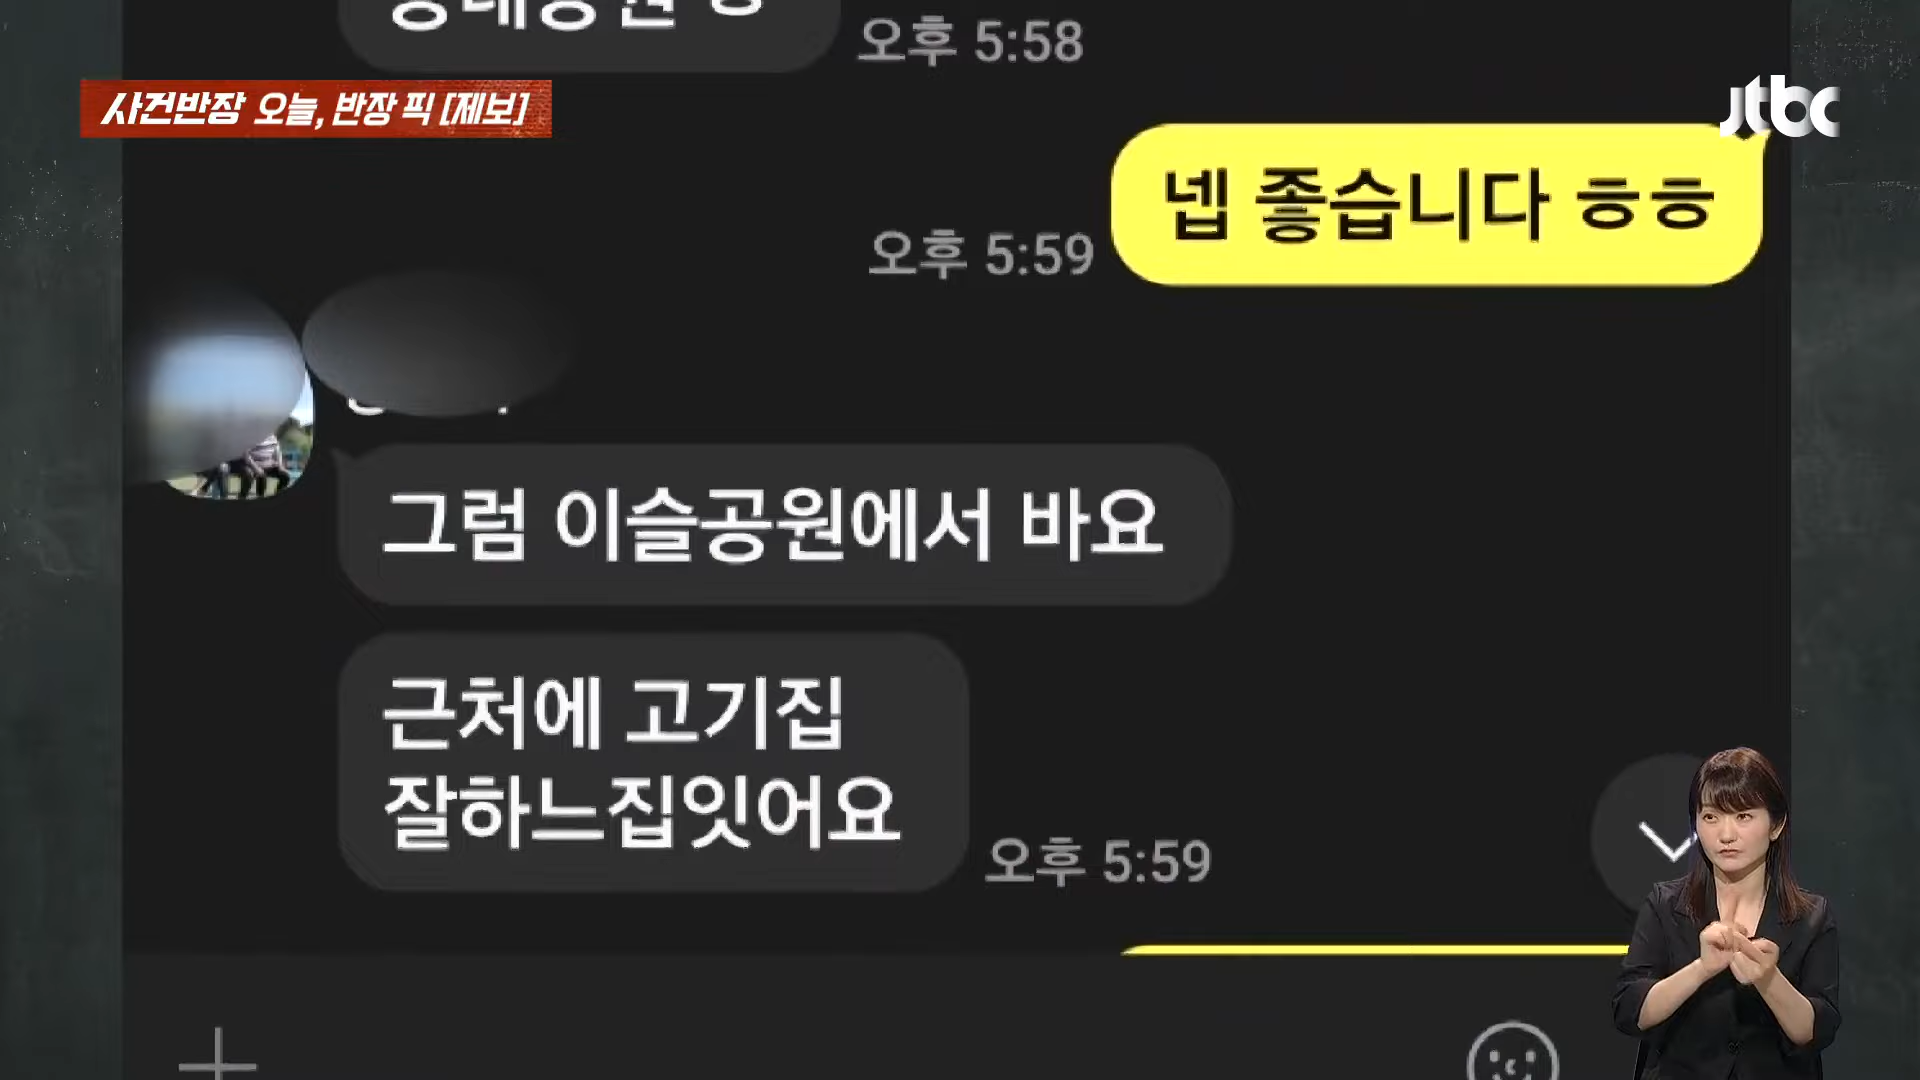 오후 5:58
사건반장 오늘, 반장 픽 [제보]
jtbc
넵 좋습니다 ㅎㅎ
오후 5:59
그럼 이슬공원에서 바요
근처에 고기집
잘하느집잇어요
오후 5:59